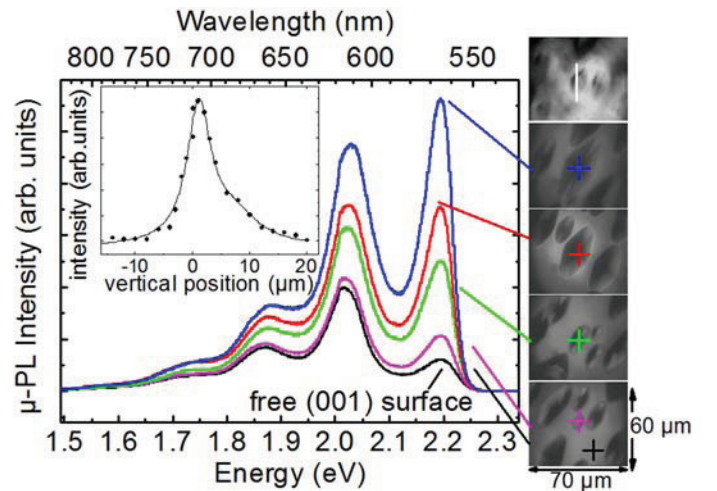 Wavelength (nm)
800 750 700 650 600 550
μ-PL Intensity (arb. units)
intensity (arb.units)
−10 0 10 20
vertical position (μm)
free (001) surface
1.5 1.6 1.7 1.8 1.9 2.0 2.1 2.2 2.3
Energy (eV)
60 μm
70 μm